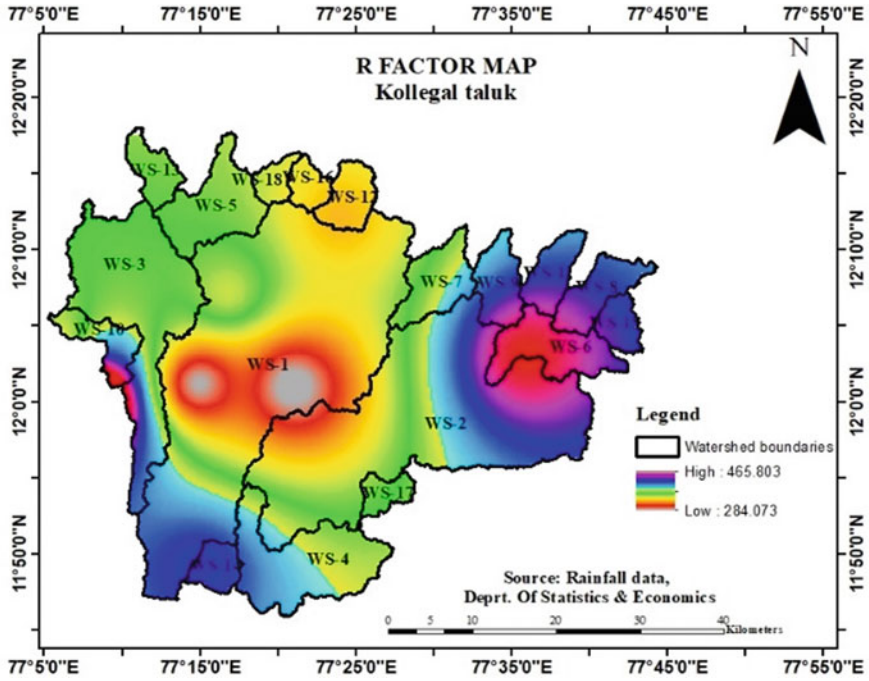 77°5'0"E 77°15'0"E 77°25'0"E 77°35'0"E 77°45'0"E 77°55'0"E
R FACTOR MAP
Kollegal taluk
N
12°20'0"N 12°20'0"N
WS-13
WS-18
WS-16
WS-12
WS-5
12°10'0"N 12°10'0"N
WS-3
WS-7
WS-10
WS-6
WS-1
12°0'0"N 12°0'0"N
WS-2
Legend
Watershed boundaries
High : 465.803
Low : 284.073
WS-17
11°50'0"N 11°50'0"N
WS-4
Source: Rainfall data,
Deprt. Of Statistics & Economics
0 5 10 20 30 40
Kilometers
77°5'0"E 77°15'0"E 77°25'0"E 77°35'0"E 77°45'0"E 77°55'0"E